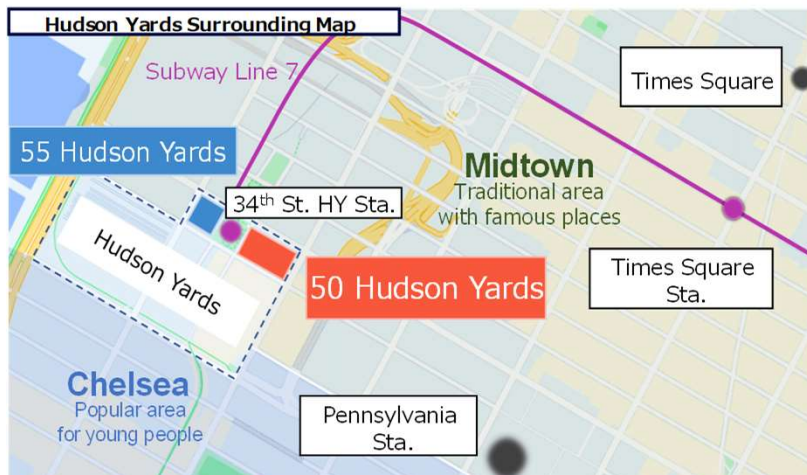 Hudson Yards Surrounding Map
Subway Line 7
Times Square
55 Hudson Yards
Midtown
Traditional area
with famous places
34th St. HY Sta.
Hudson Yards
50 Hudson Yards
Times Square
Sta.
Chelsea
Popular area
for young people
Pennsylvania
Sta.